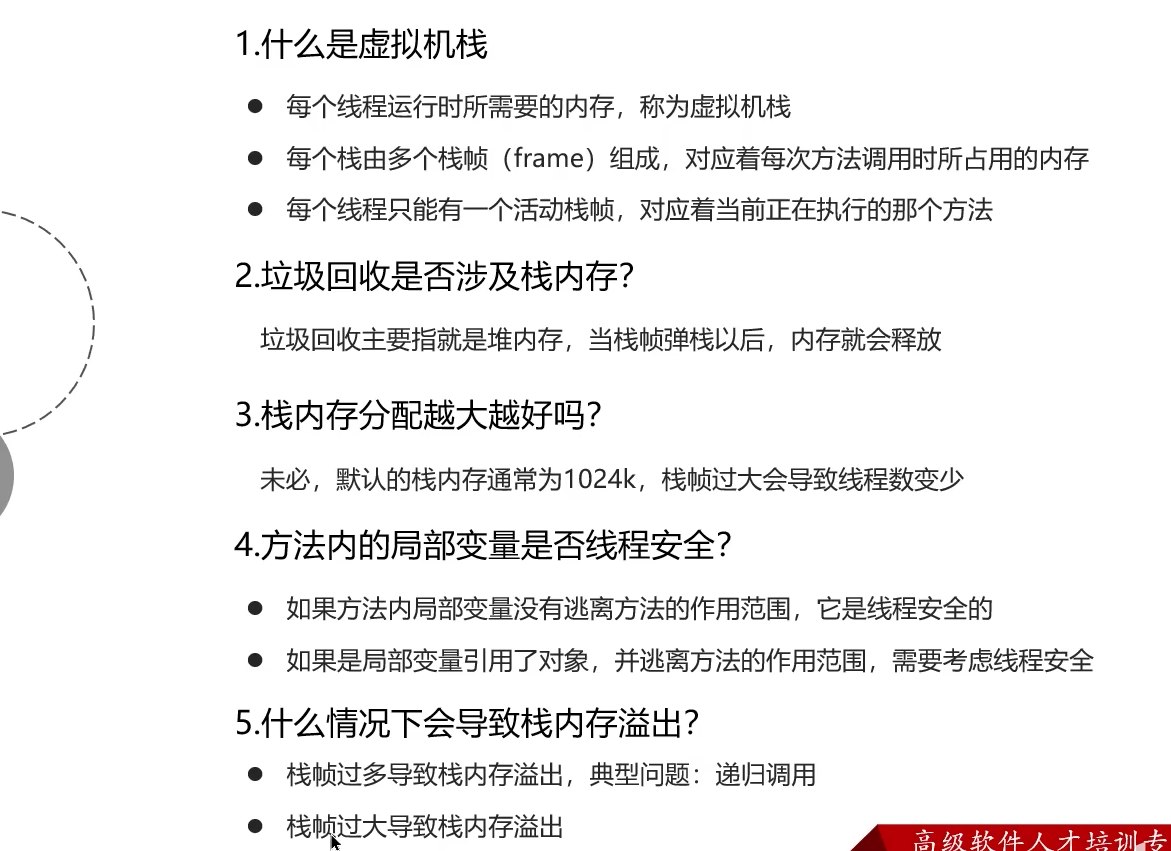 1.什么是虚拟机栈
● 每个线程运行时所需要的内存，称为虚拟机栈
● 每个栈由多个栈帧（frame）组成，对应着每次方法调用时所占用的内存
● 每个线程只能有一个活动栈帧，对应着当前正在执行的那个方法
2.垃圾回收是否涉及栈内存？
垃圾回收主要指就是堆内存，当栈帧弹栈以后，内存就会释放
3.栈内存分配越大越好吗？
未必，默认的栈内存通常为1024k，栈帧过大会导致线程数变少
4.方法内的局部变量是否线程安全？
● 如果方法内局部变量没有逃离方法的作用范围，它是线程安全的
● 如果是局部变量引用了对象，并逃离方法的作用范围，需要考虑线程安全
5.什么情况下会导致栈内存溢出？
● 栈帧过多导致栈内存溢出，典型问题：递归调用
● 栈帧过大导致栈内存溢出
高级软件人才培训专